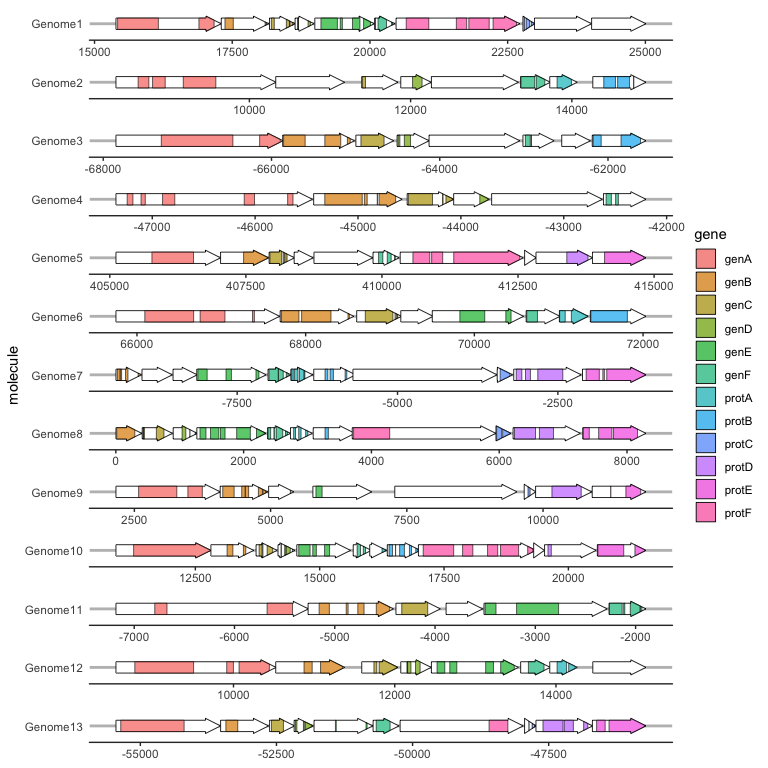 Genome1
15000 17500 20000 22500 25000
Genome2
10000 12000 14000
Genome3
-68000 -66000 -64000 -62000
Genome4
-47000 -46000 -45000 -44000 -43000 -42000
Genome5
405000 407500 410000 412500 415000
Genome6
66000 68000 70000 72000
Genome7
-7500 -5000 -2500
Genome8
0 2000 4000 6000 8000
Genome9
2500 5000 7500 10000
Genome10
12500 15000 17500 20000
Genome11
-7000 -6000 -5000 -4000 -3000 -2000
Genome12
10000 12000 14000
Genome13
-55000 -52500 -50000 -47500
molecule
gene
genA
genB
genC
genD
genE
genF
protA
protB
protC
protD
protE
protF